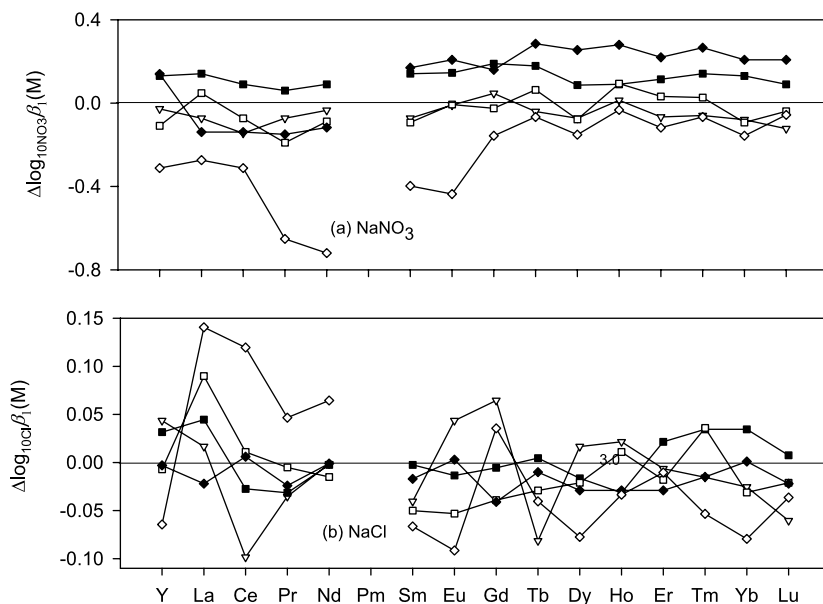 0.4
0.0
-0.4
-0.8
Δlog₁₀NO3β₁(M)
(a) NaNO₃
0.15
0.10
0.05
0.00
-0.05
-0.10
Δlog₁₀Clβ₁(M)
3.0
(b) NaCl
Y La Ce Pr Nd Pm Sm Eu Gd Tb Dy Ho Er Tm Yb Lu